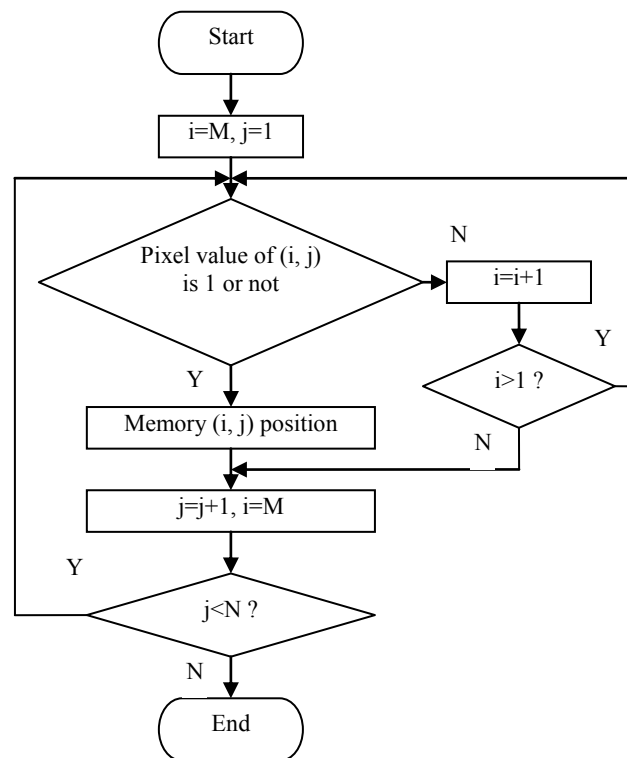 Start
i=M, j=1
Pixel value of (i, j)
is 1 or not
N
i=i+1
Y
i>1 ?
Y
Memory (i, j) position
N
j=j+1, i=M
Y
j<N ?
N
End